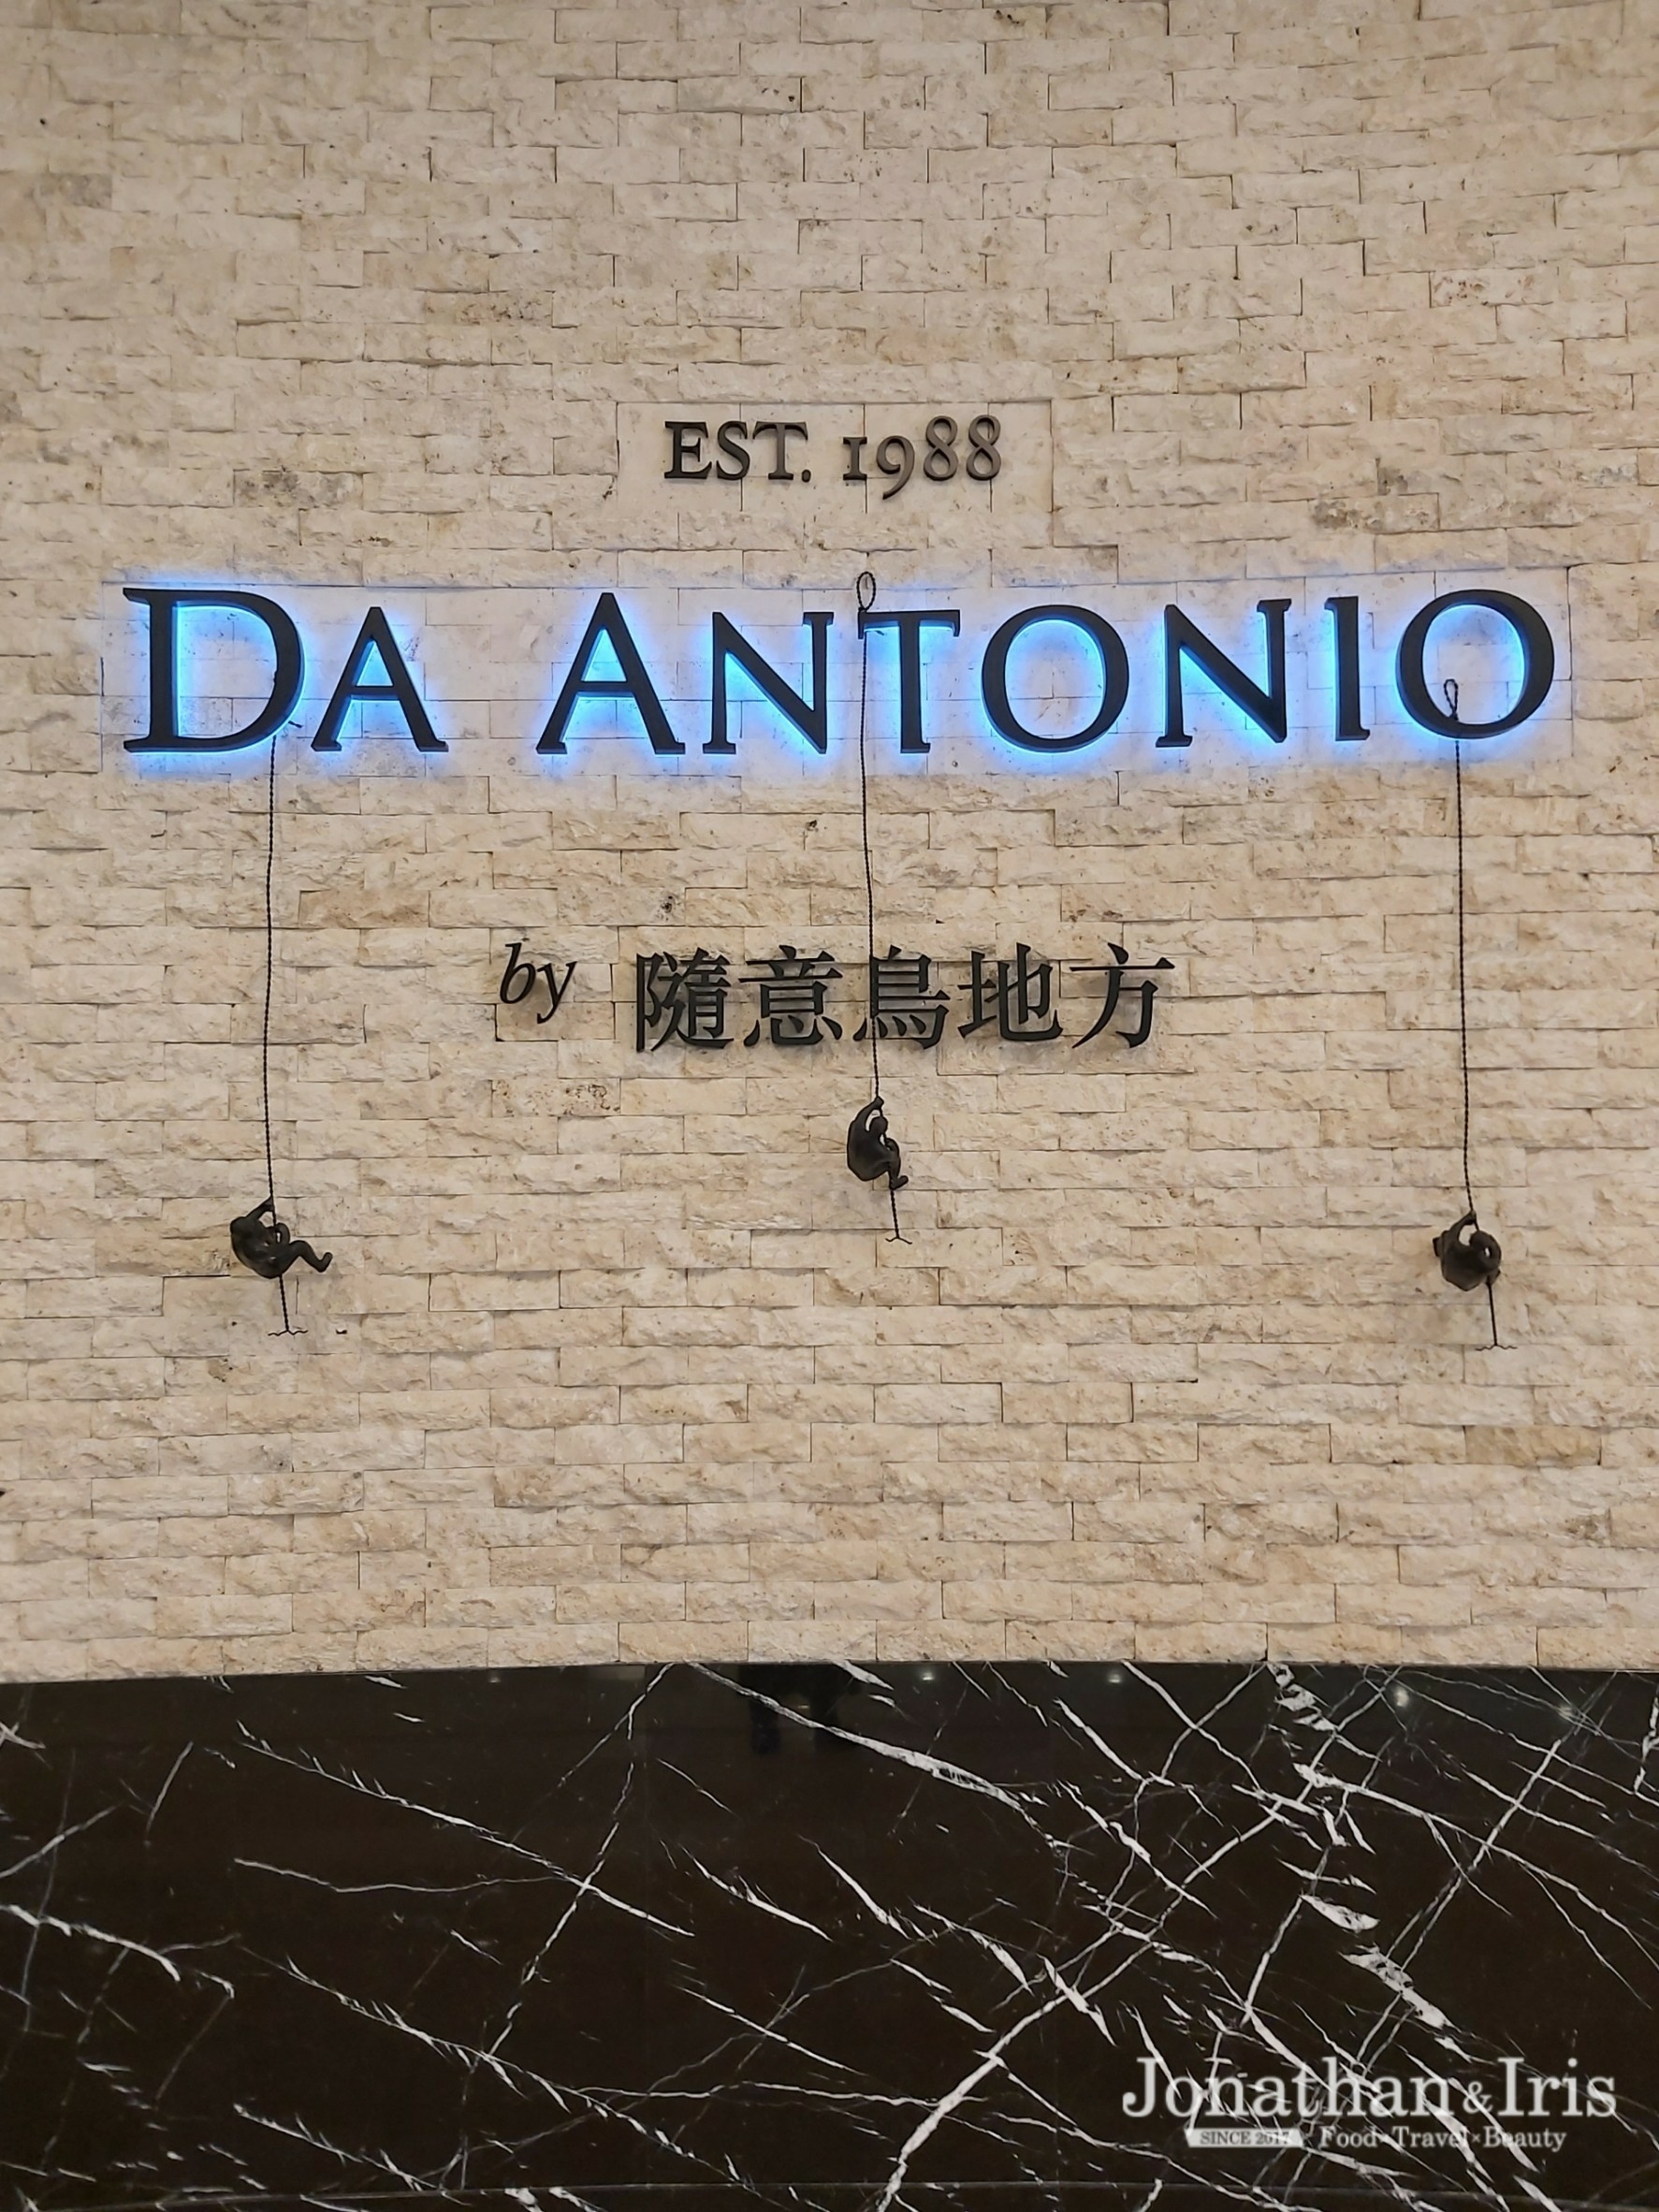 EST. 1988
DA ANTONIO
by 隨意鳥地方
Jonathan & Iris
SINCE 2017 Food×Travel×Beauty